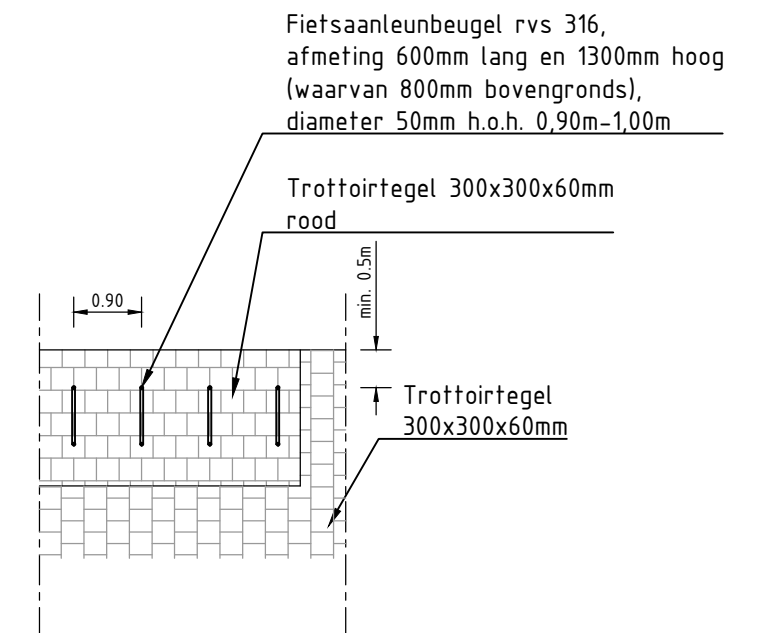 Fietsaanleunbeugel rvs 316,
afmeting 600mm lang en 1300mm hoog
(waarvan 800mm bovengronds),
diameter 50mm h.o.h. 0,90m-1,00m
Trottoirtegel 300x300x60mm
rood
min. 0.5m
0.90
Trottoirtegel
300x300x60mm